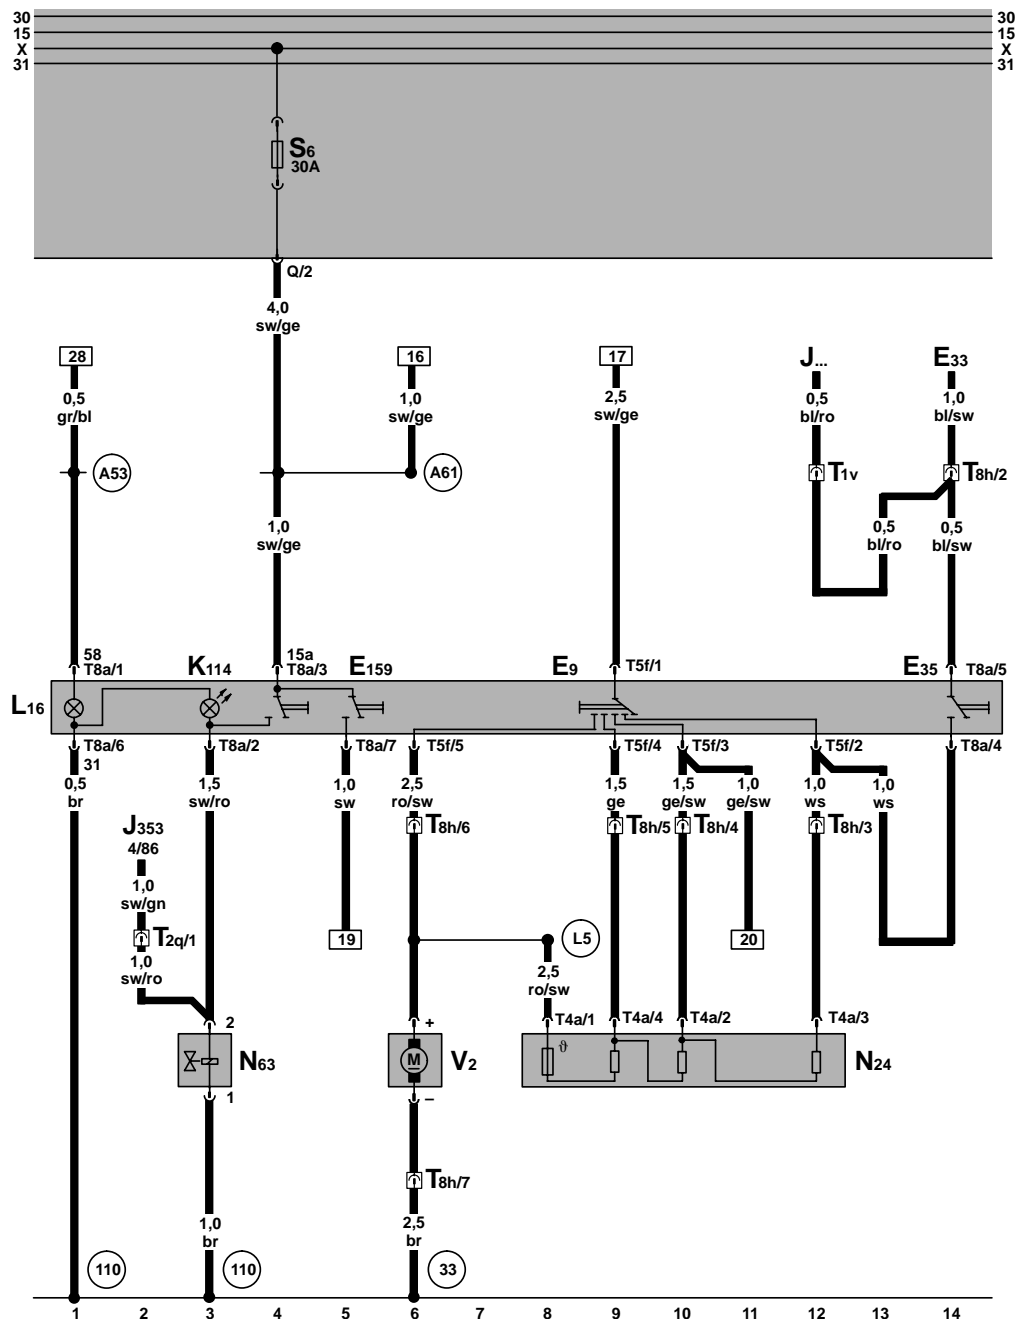 30 30
15 15
X X
31 31
S6
30A
Q/2
4,0
sw/ge
28 16 17 J... E33
0,5 1,0 2,5 0,5 1,0
gr/bl sw/ge sw/ge bl/ro bl/sw
A53 A61 T1v T8h/2
1,0 0,5 0,5
sw/ge bl/ro bl/sw
58 15a
T8a/1 K114 T8a/3 E159 E9 T5f/1 E35 T8a/5
L16
T8a/6 T8a/2 T8a/7 T5f/5 T5f/4 T5f/3 T5f/2 T8a/4
31
0,5 1,5 1,0 2,5 1,5 1,5 1,0 1,0 1,0
br sw/ro sw ro/sw ge ge/sw ge/sw ws ws
J353 T8h/6 T8h/5 T8h/4 T8h/3
4/86
1,0
sw/gn
T2q/1 19 L5 20
1,0 2,5
sw/ro ro/sw
2 + T4a/1 T4a/4 T4a/2 T4a/3
ϑ
N63 M V2 N24
1 –
T8h/7
1,0 2,5
br br
110 110 33
1 2 3 4 5 6 7 8 9 10 11 12 13 14